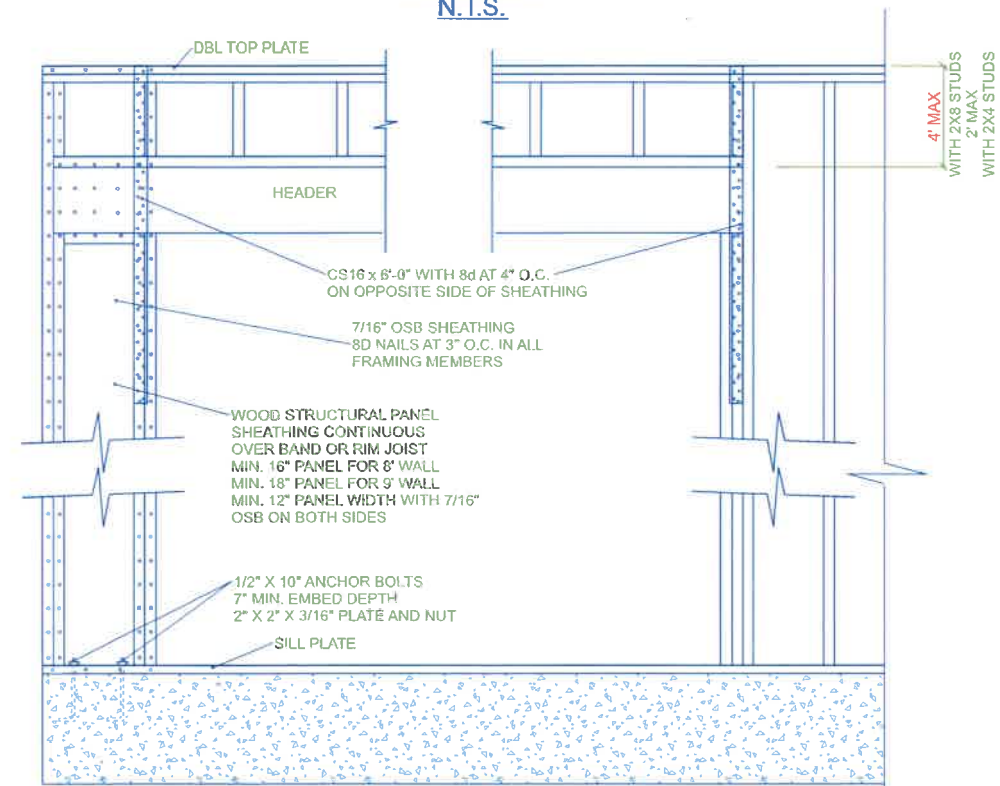 N.T.S.
DBL TOP PLATE
4' MAX
WITH 2X8 STUDS
2' MAX
WITH 2X4 STUDS
HEADER
CS16 x 6'-0" WITH 8d AT 4" O.C.
ON OPPOSITE SIDE OF SHEATHING
7/16" OSB SHEATHING
8D NAILS AT 3" O.C. IN ALL
FRAMING MEMBERS
WOOD STRUCTURAL PANEL
SHEATHING CONTINUOUS
OVER BAND OR RIM JOIST
MIN. 16" PANEL FOR 8' WALL
MIN. 18" PANEL FOR 9' WALL
MIN. 12" PANEL WIDTH WITH 7/16"
OSB ON BOTH SIDES
1/2" X 10" ANCHOR BOLTS
7" MIN. EMBED DEPTH
2" X 2" X 3/16" PLATE AND NUT
SILL PLATE